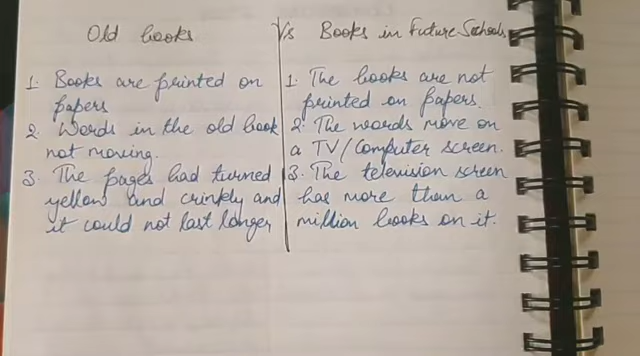 Old books Vs Books in Future Schools
1. Books are printed on
papers
2. Words in the old book
not moving.
3. The pages had turned
yellow and crinkly and
it could not last longer
1. The books are not
printed on papers.
2. The words move on
a TV/Computer screen.
3. The television screen
has more than a
million books on it.